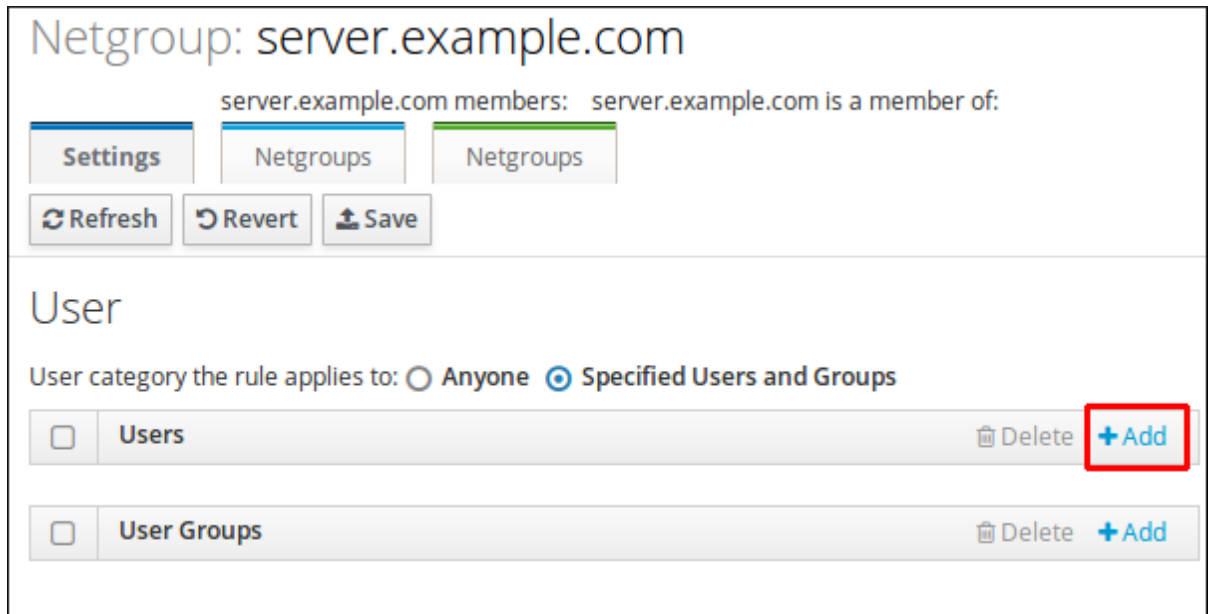 Netgroup: server.example.com
server.example.com members: server.example.com is a member of:
Settings Netgroups Netgroups
Refresh Revert Save
User
User category the rule applies to: Anyone Specified Users and Groups
Users Delete Add
User Groups Delete Add